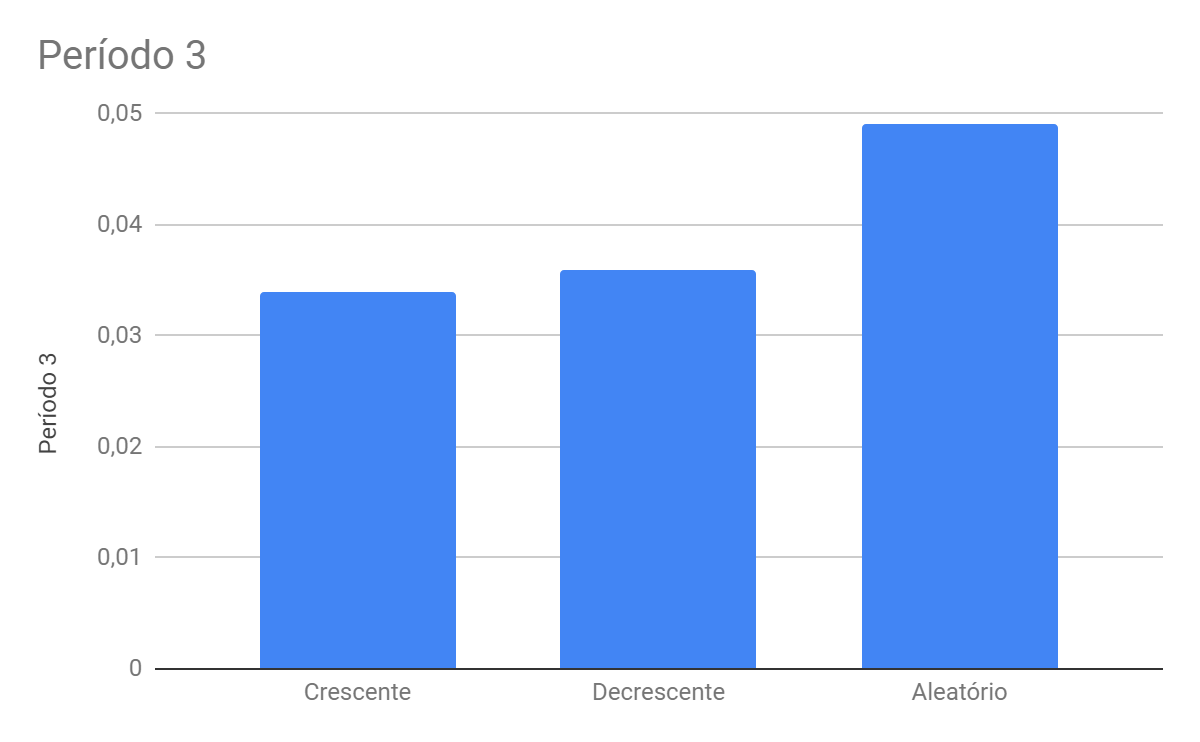 Período 3
0,05
0,04
0,03
0,02
0,01
0
Período 3
Crescente
Decrescente
Aleatório